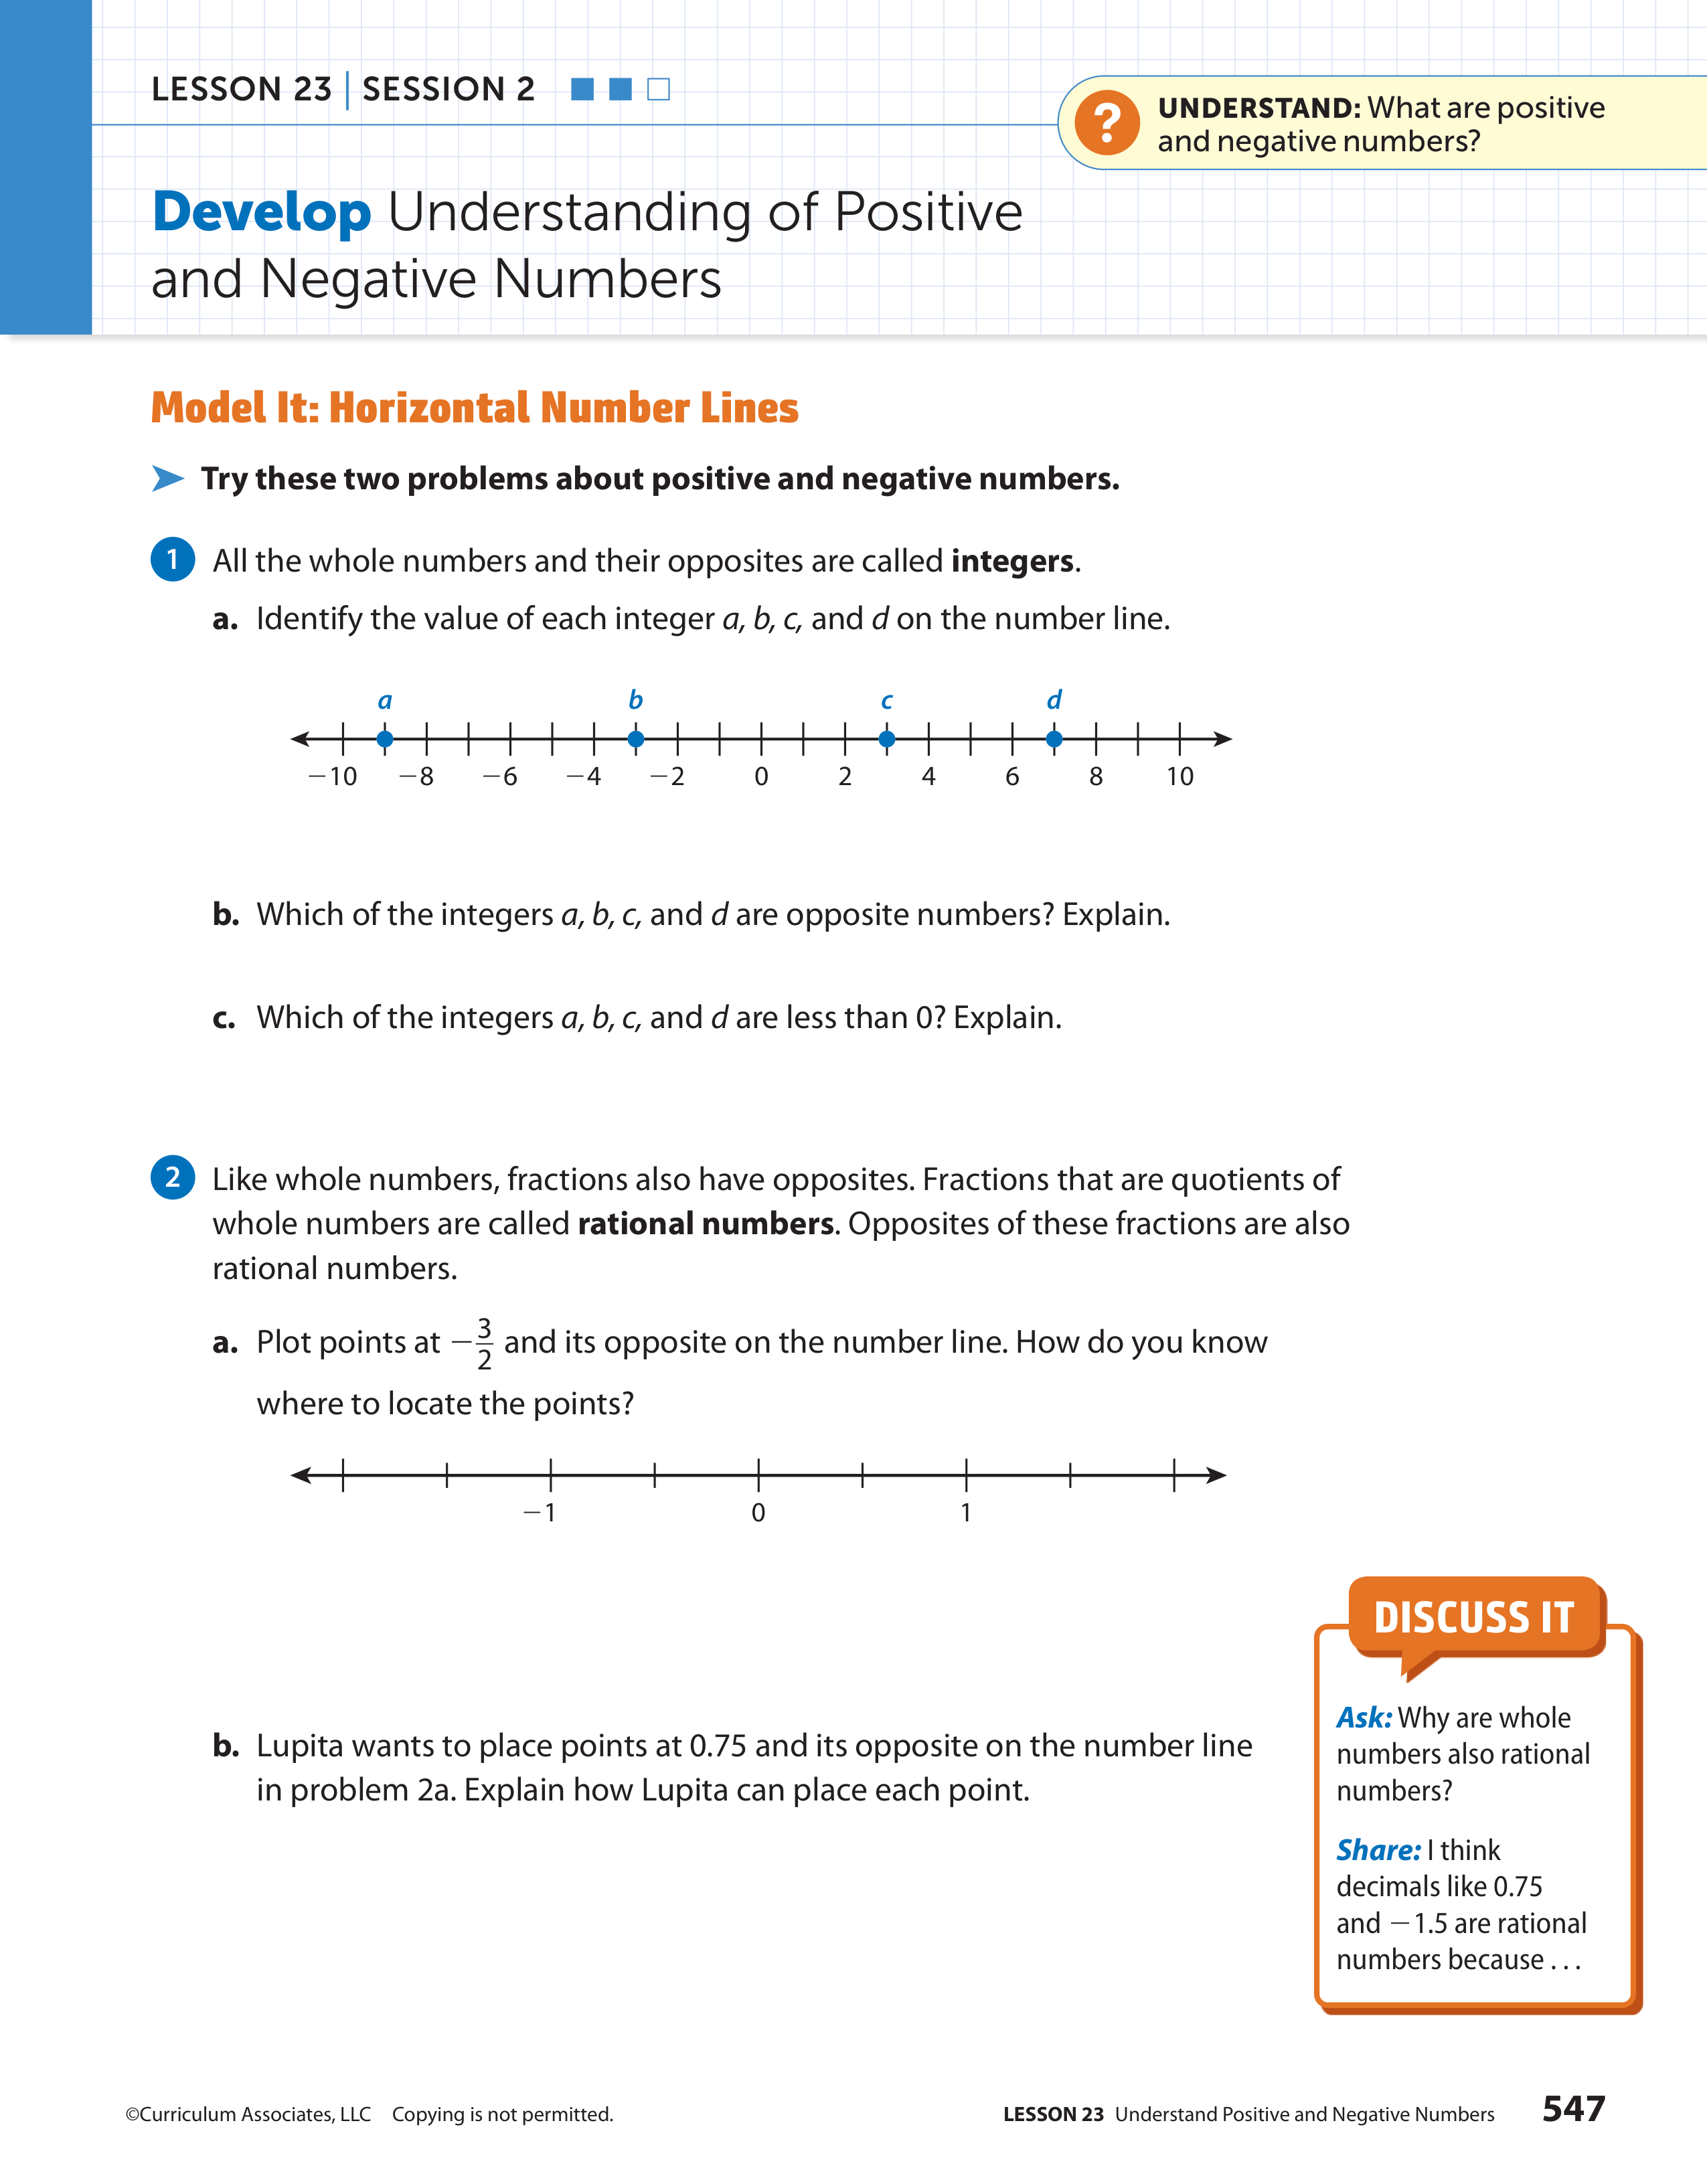 LESSON 23 | SESSION 2
? UNDERSTAND: What are positive
and negative numbers?
Develop Understanding of Positive
and Negative Numbers
Model It: Horizontal Number Lines
Try these two problems about positive and negative numbers.
1 All the whole numbers and their opposites are called integers.
a. Identify the value of each integer a, b, c, and d on the number line.
a b c d
−10 −8 −6 −4 −2 0 2 4 6 8 10
b. Which of the integers a, b, c, and d are opposite numbers? Explain.
c. Which of the integers a, b, c, and d are less than 0? Explain.
2 Like whole numbers, fractions also have opposites. Fractions that are quotients of
whole numbers are called rational numbers. Opposites of these fractions are also
rational numbers.
a. Plot points at −3/2 and its opposite on the number line. How do you know
where to locate the points?
−1 0 1
b. Lupita wants to place points at 0.75 and its opposite on the number line
in problem 2a. Explain how Lupita can place each point.
DISCUSS IT
Ask: Why are whole
numbers also rational
numbers?
Share: I think
decimals like 0.75
and −1.5 are rational
numbers because . . .
©Curriculum Associates, LLC Copying is not permitted.
LESSON 23 Understand Positive and Negative Numbers 547